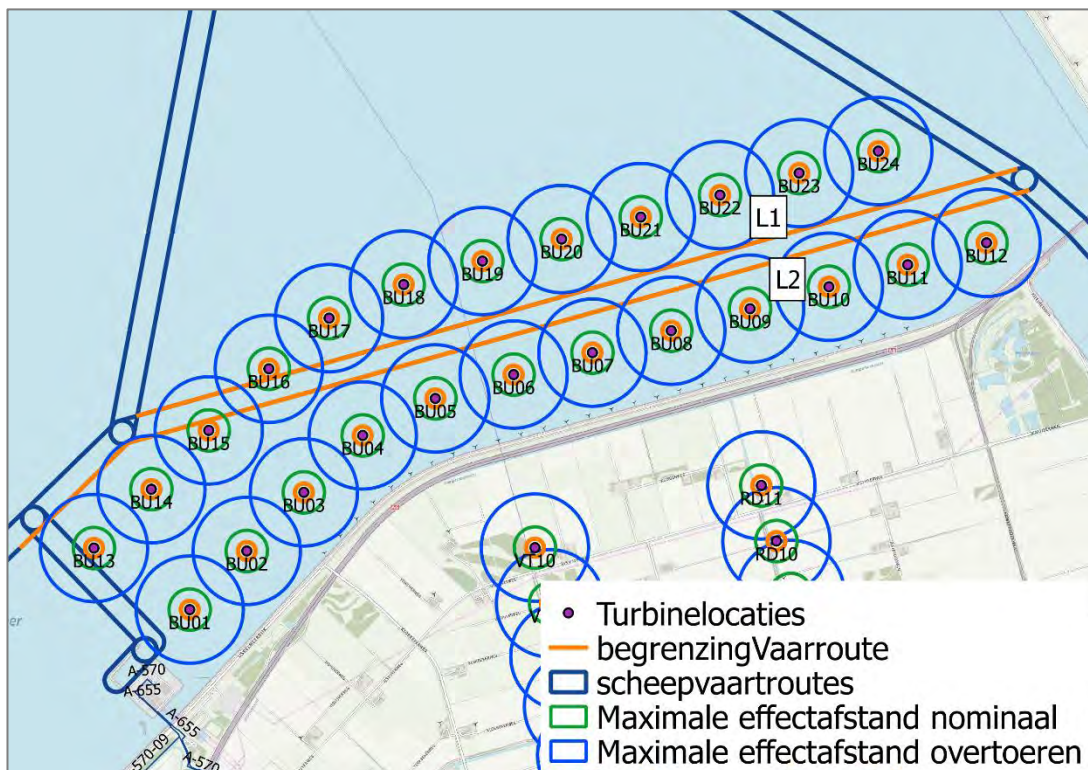 BU24
BU23
BU22
L1
BU21
BU20
BU19
BU18
BU17
BU16
BU15
BU14
BU13
BU12
BU11
L2
BU10
BU09
BU08
BU07
BU06
BU05
BU04
BU03
BU02
BU01
RD11
RD10
VT10
A-570
A-655
A-655
A-570-09
A-570
Turbinelocaties
begrenzingVaarroute
scheepvaartroutes
Maximale effectafstand nominaal
Maximale effectafstand overtoeren